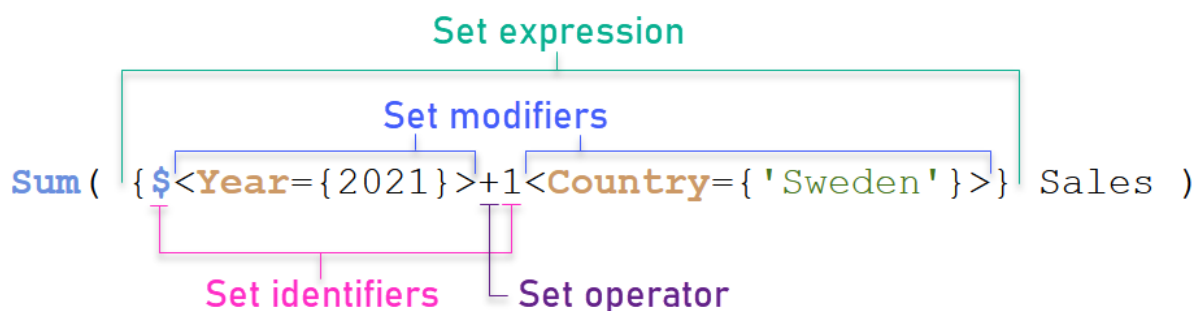 Set expression
Set modifiers
Sum( {$<Year={2021}>+1<Country={'Sweden'}>} Sales )
Set identifiers
Set operator